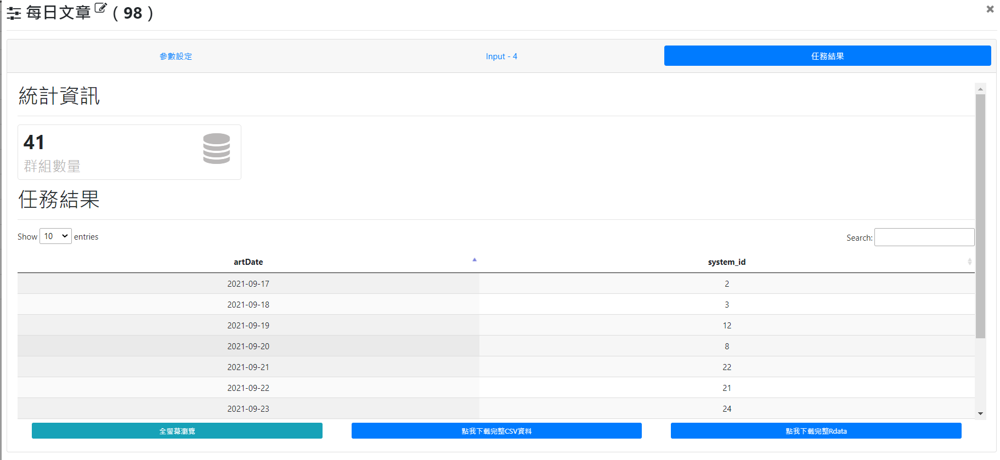 每日文章 ( 98 )
参數設定 Input - 4 任務結果
統計資訊
41
群組數量
任務結果
Show 10 entries Search:
artDate system_id
2021-09-17 2
2021-09-18 3
2021-09-19 12
2021-09-20 8
2021-09-21 22
2021-09-22 21
2021-09-23 24
全螢幕瀏覽 點我下載完整CSV資料 點我下載完整Rdata